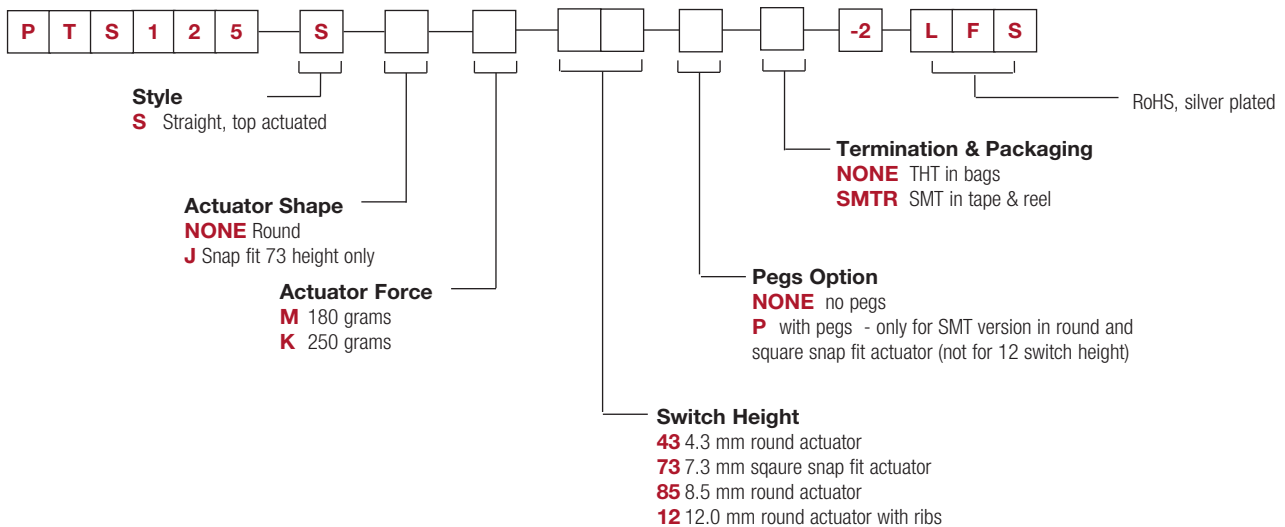 P T S 1 2 5 S -2 L F S
Style
S Straight, top actuated
RoHS, silver plated
Termination & Packaging
NONE THT in bags
SMTR SMT in tape & reel
Actuator Shape
NONE Round
J Snap fit 73 height only
Actuator Force
M 180 grams
K 250 grams
Pegs Option
NONE no pegs
P with pegs - only for SMT version in round and
square snap fit actuator (not for 12 switch height)
Switch Height
43 4.3 mm round actuator
73 7.3 mm sqaure snap fit actuator
85 8.5 mm round actuator
12 12.0 mm round actuator with ribs